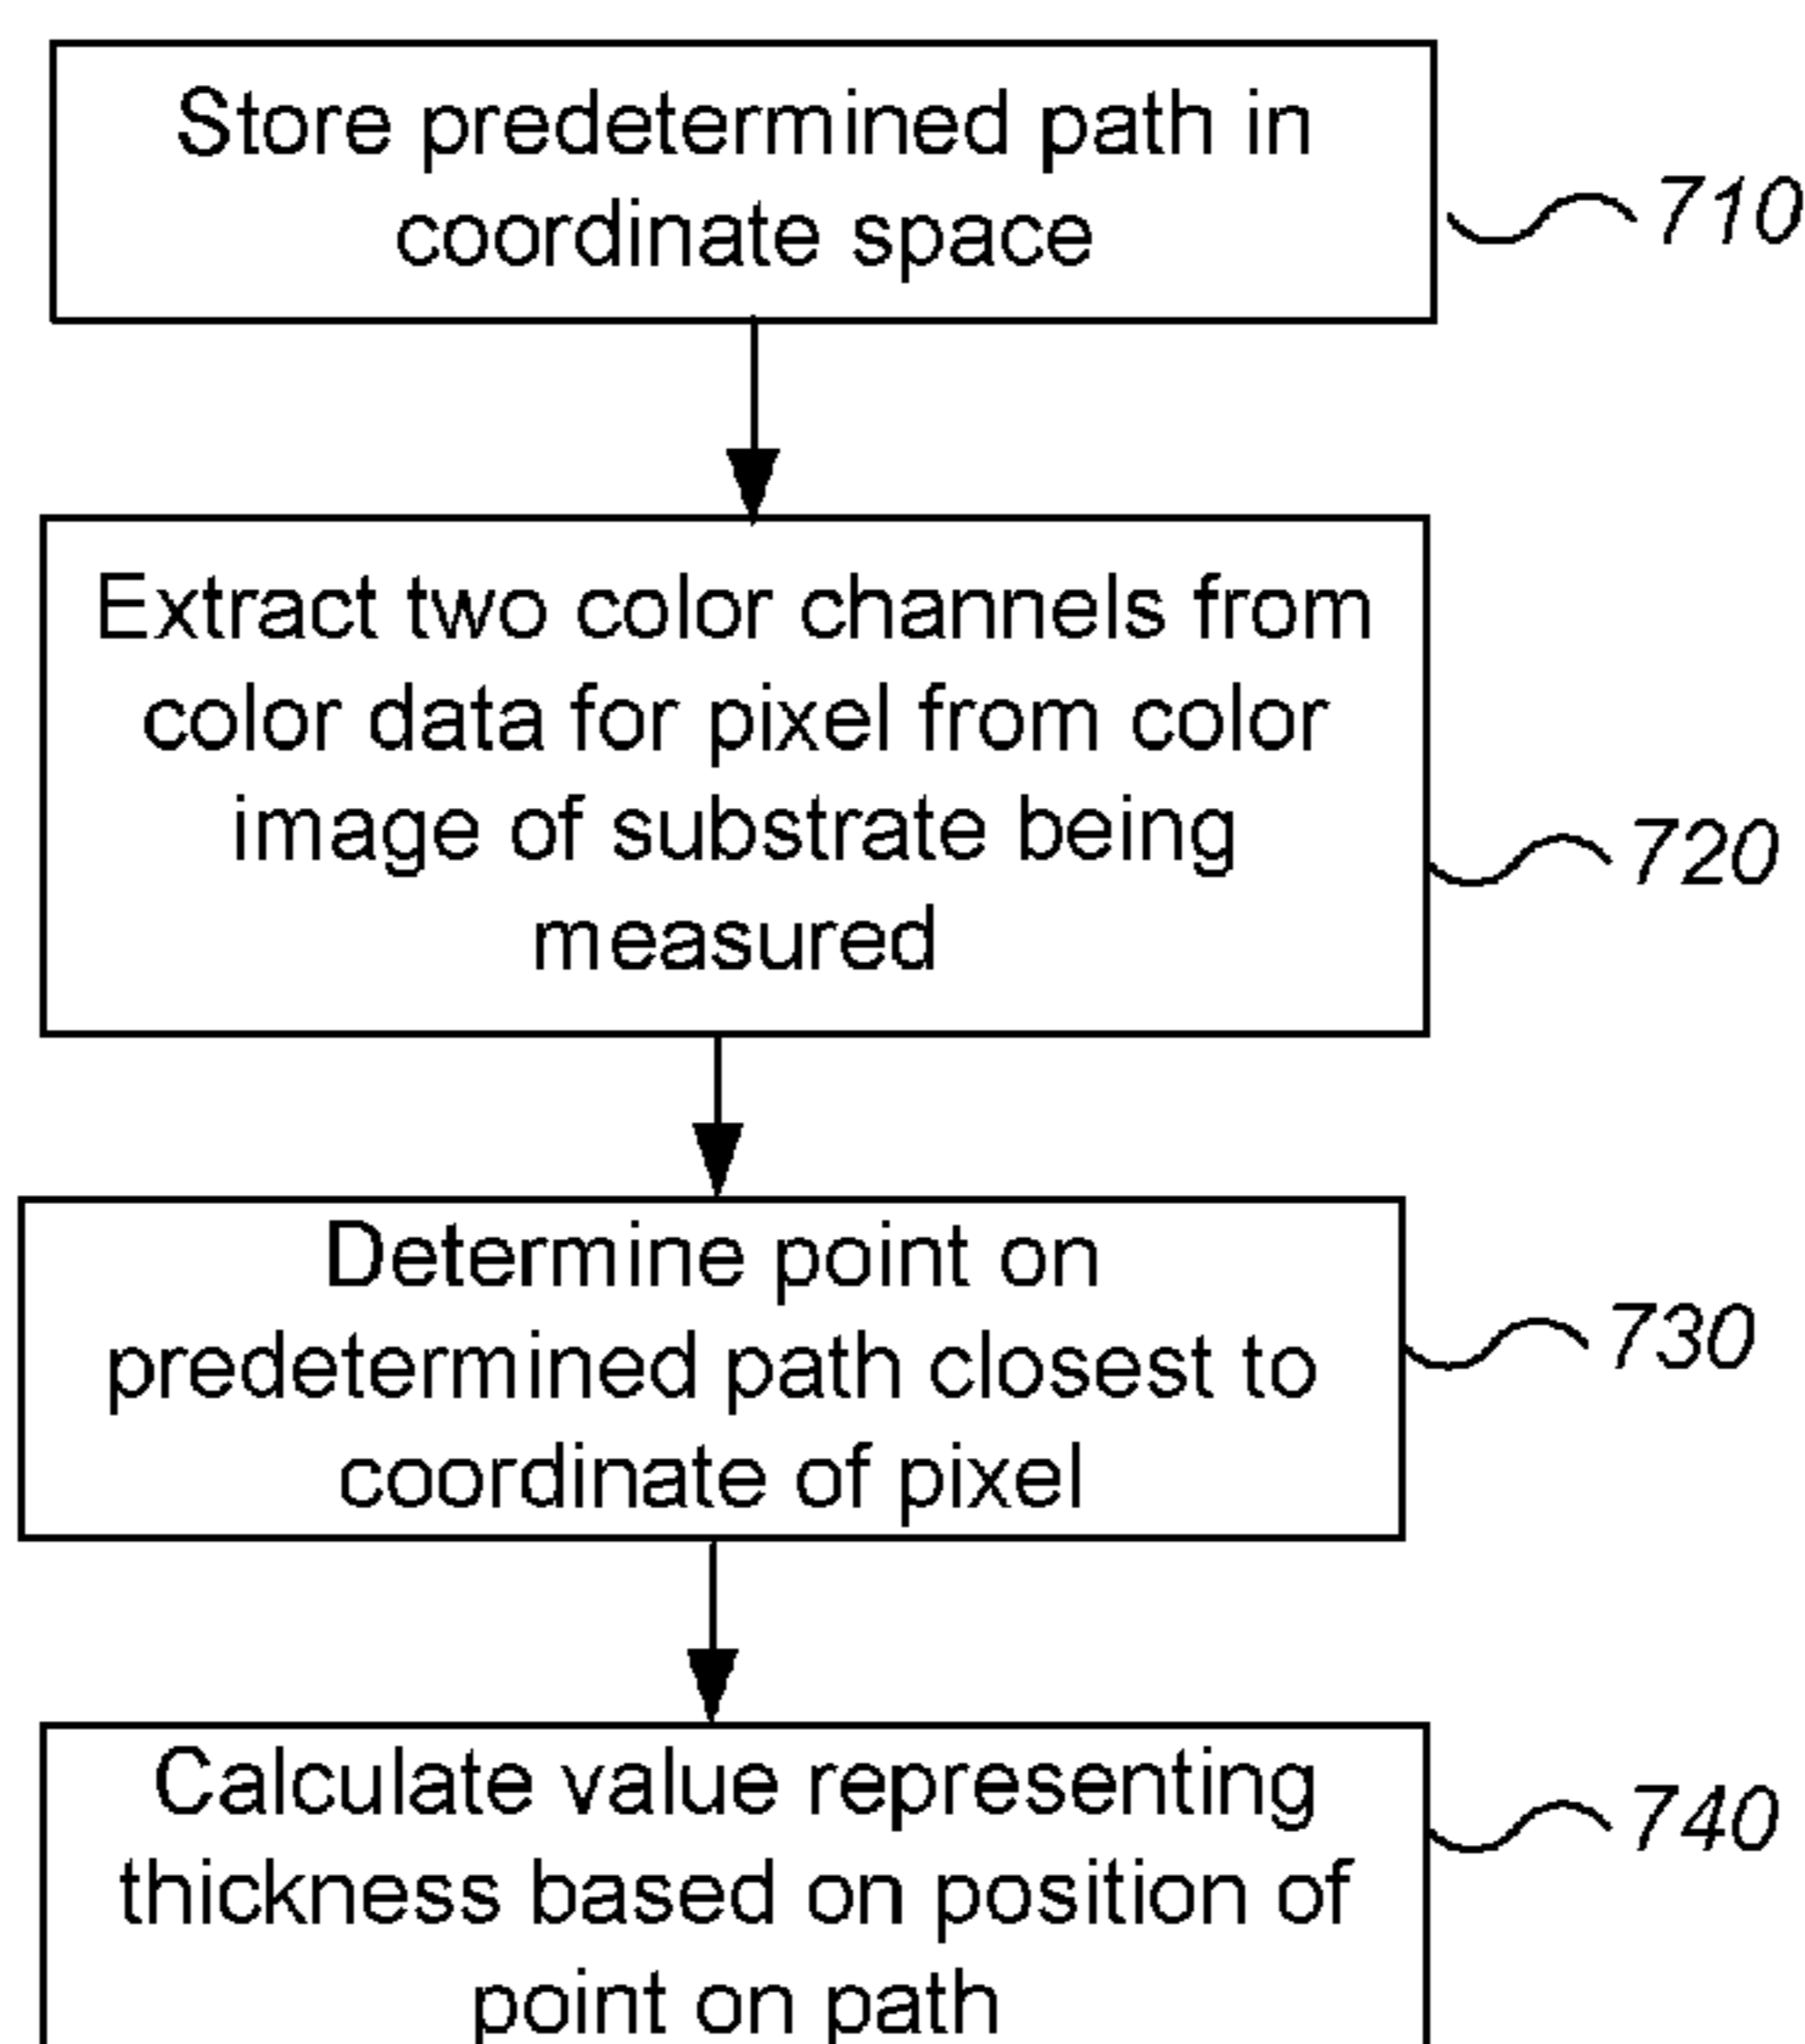 Store predetermined path in
coordinate space
710
Extract two color channels from
color data for pixel from color
image of substrate being
measured
720
Determine point on
predetermined path closest to
coordinate of pixel
730
Calculate value representing
thickness based on position of
point on path
740